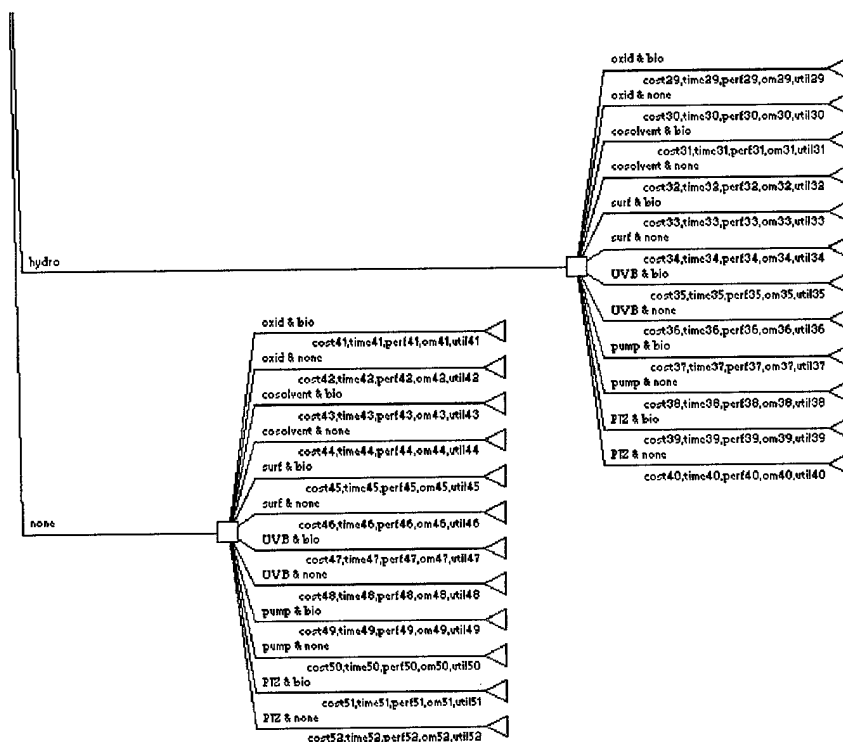 oxid & bio
cost29,time29,perf29,om29,util29
oxid & none
cost30,time30,perf30,om30,util30
cosolvent & bio
cost31,time31,perf31,om31,util31
cosolvent & none
cost32,time32,perf32,om32,util32
surf & bio
cost33,time33,perf33,om33,util33
surf & none
cost34,time34,perf34,om34,util34
UVB & bio
cost35,time35,perf35,om35,util35
UVB & none
cost36,time36,perf36,om36,util36
pump & bio
cost37,time37,perf37,om37,util37
pump & none
cost38,time38,perf38,om38,util38
PTZ & bio
cost39,time39,perf39,om39,util39
PTZ & none
cost40,time40,perf40,om40,util40
hydro
oxid & bio
cost41,time41,perf41,om41,util41
oxid & none
cost42,time42,perf42,om42,util42
cosolvent & bio
cost43,time43,perf43,om43,util43
cosolvent & none
cost44,time44,perf44,om44,util44
surf & bio
cost45,time45,perf45,om45,util45
surf & none
cost46,time46,perf46,om46,util46
UVB & bio
cost47,time47,perf47,om47,util47
UVB & none
cost48,time48,perf48,om48,util48
pump & bio
cost49,time49,perf49,om49,util49
pump & none
cost50,time50,perf50,om50,util50
PTZ & bio
cost51,time51,perf51,om51,util51
PTZ & none
cost52,time52,perf52,om52,util52
none